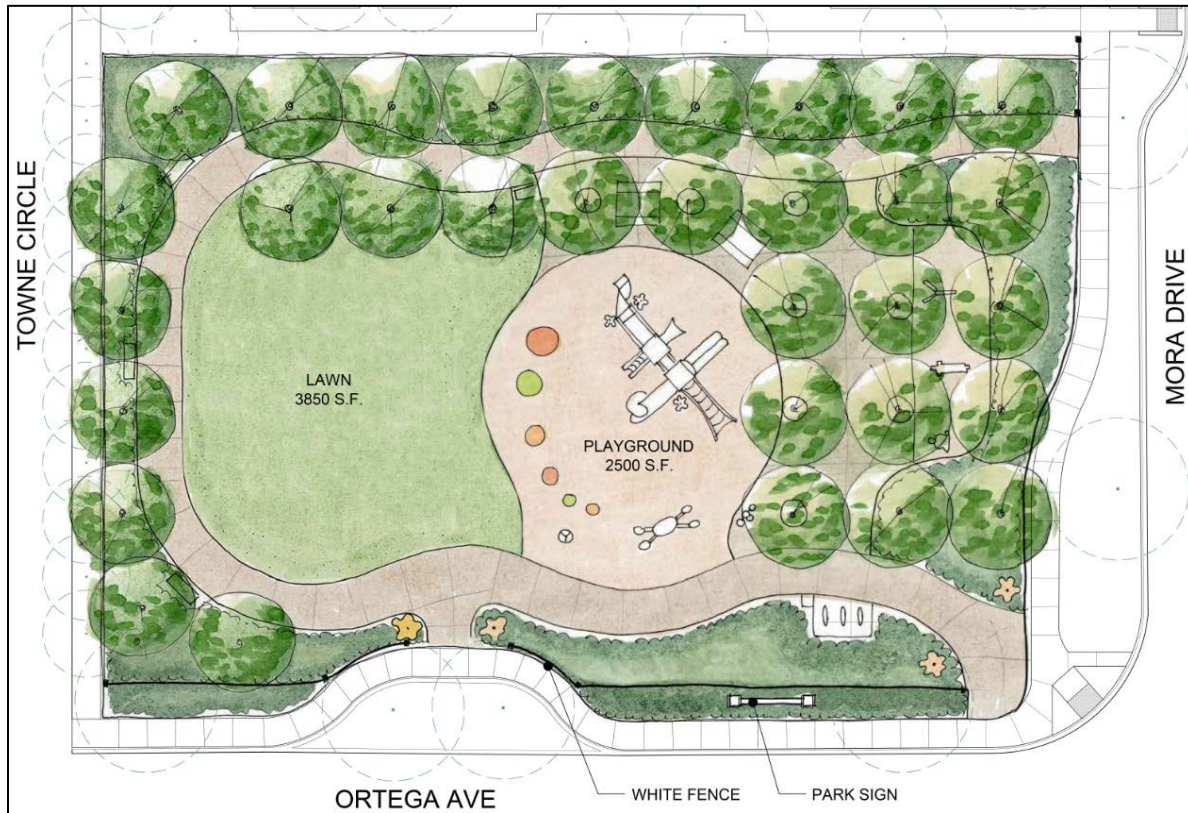 TOWNE CIRCLE
MORA DRIVE
LAWN
3850 S.F.
PLAYGROUND
2500 S.F.
WHITE FENCE
PARK SIGN
ORTEGA AVE